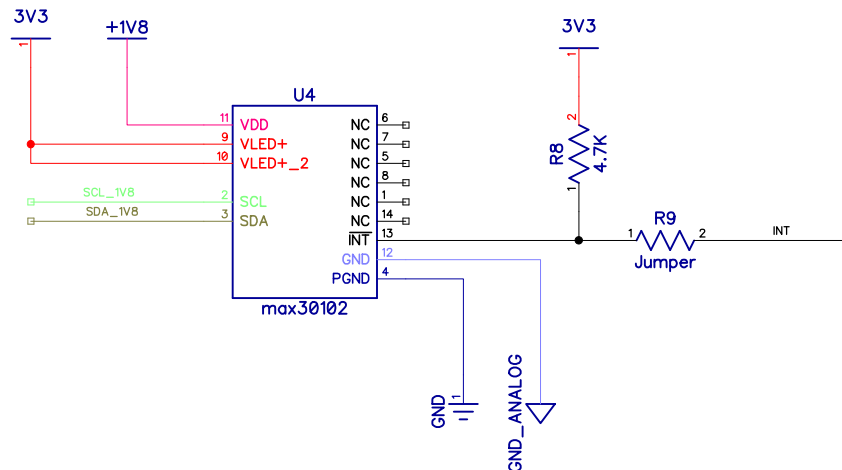 3V3
1
+1V8
U4
11 VDD
9 VLED+
10 VLED+_2
SCL_1V8
2 SCL
SDA_1V8
3 SDA
NC 6
NC 7
NC 5
NC 8
NC 1
NC 14
INT 13
GND 12
PGND 4
max30102
3V3
1
2
R8
4.7K
1
R9
1
2
Jumper
INT
GND
1
GND_ANALOG